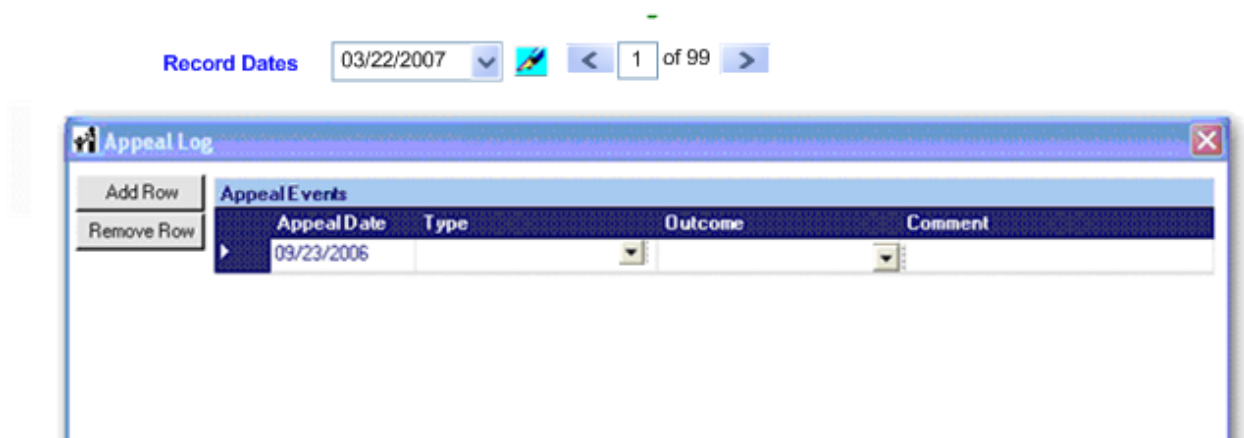 Record Dates 03/22/2007 1 of 99
Appeal Log
Add Row Appeal Events
Remove Row Appeal Date Type Outcome Comment
09/23/2006